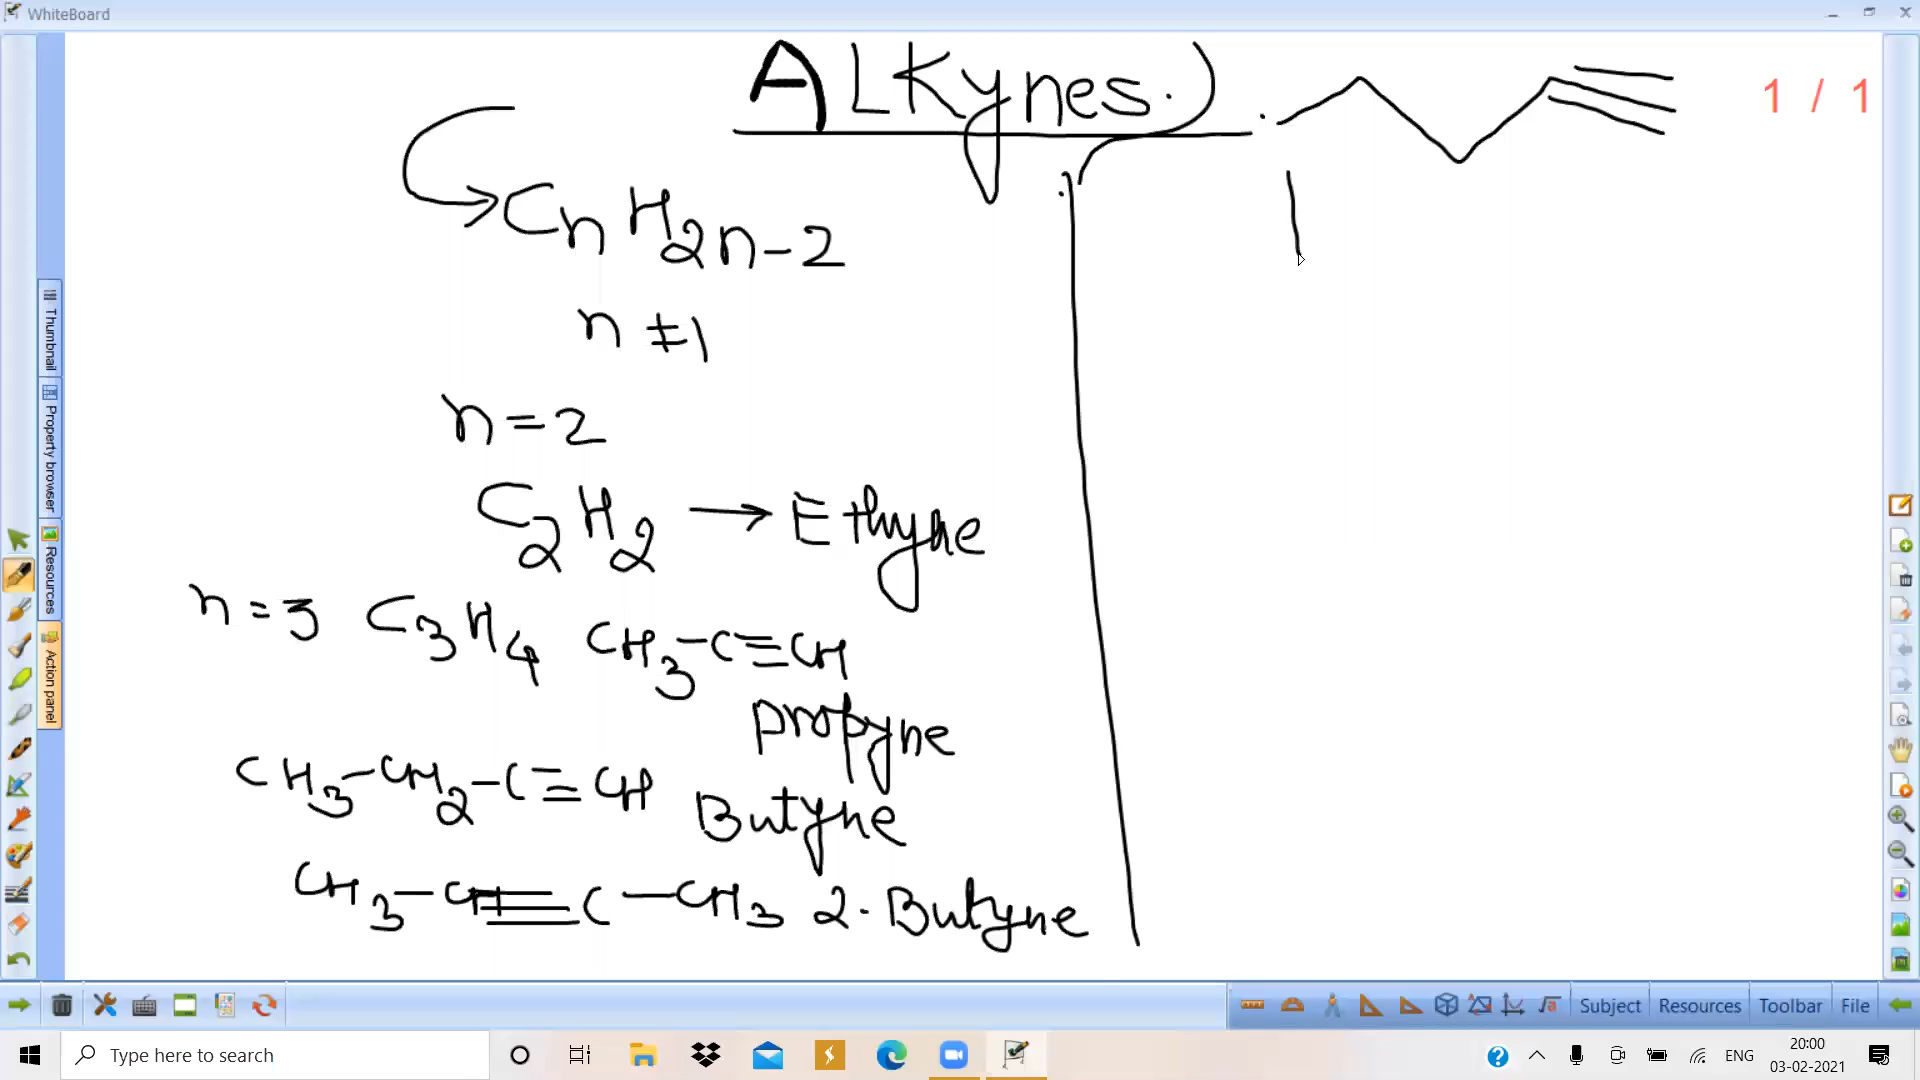 WhiteBoard
ALKynes.
1 / 1
CnH2n-2
n ≠ 1
n = 2
C2H2 → Ethyne
n = 3 C3H4 CH3-C≡CH
propyne
CH3-CH2-C≡CH Butyne
CH3-CH≡C-CH3 2-Butyne
Thumbnail
Property browser
Resources
Action panel
Subject Resources Toolbar File
Type here to search
ENG
20:00
03-02-2021